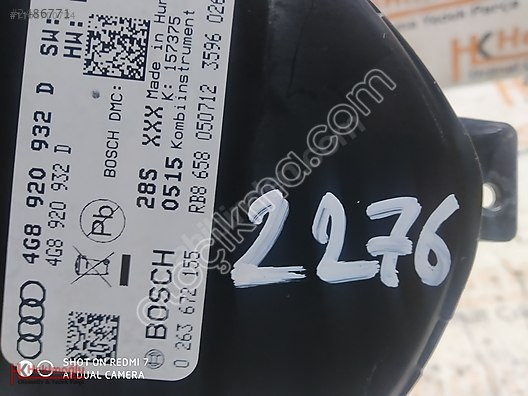 SW:
HW:
4G8 920 932 D
4G8 920 932 D
BOSCH DMC:
Pb
28S XXX Made in Hun
0515 K: 157375
Kombiinstrument
RB8 658 050712 3596 026
BOSCH
0 263 672 155
2276
SHOT ON REDMI 7
AI DUAL CAMERA